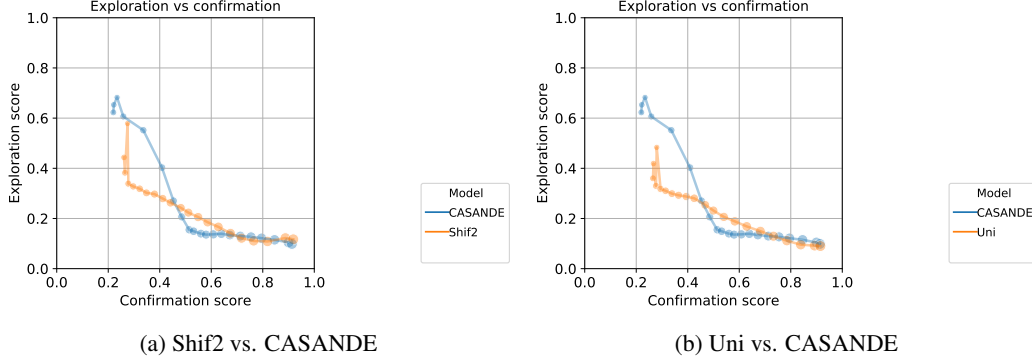 Exploration vs confirmation
1.0
0.8
0.6
0.4
0.2
0.0
Exploration score
0.0 0.2 0.4 0.6 0.8 1.0
Confirmation score
Model
CASANDE
Shif2
(a) Shif2 vs. CASANDE
Exploration vs confirmation
1.0
0.8
0.6
0.4
0.2
0.0
Exploration score
0.0 0.2 0.4 0.6 0.8 1.0
Confirmation score
Model
CASANDE
Uni
(b) Uni vs. CASANDE